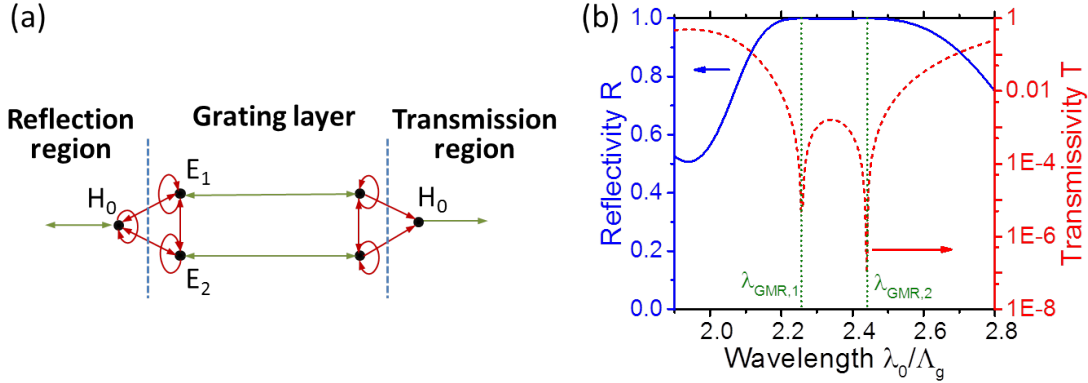 (a)
Reflection region
Grating layer
Transmission region
H₀
E₁
E₂
H₀
(b)
Reflectivity R
1.0
0.8
0.6
0.4
0.2
0.0
2.0 2.2 2.4 2.6 2.8
Wavelength λ₀/Λg
λGMR,1
λGMR,2
1
0.01
1E-4
1E-6
1E-8
Transmissivity T